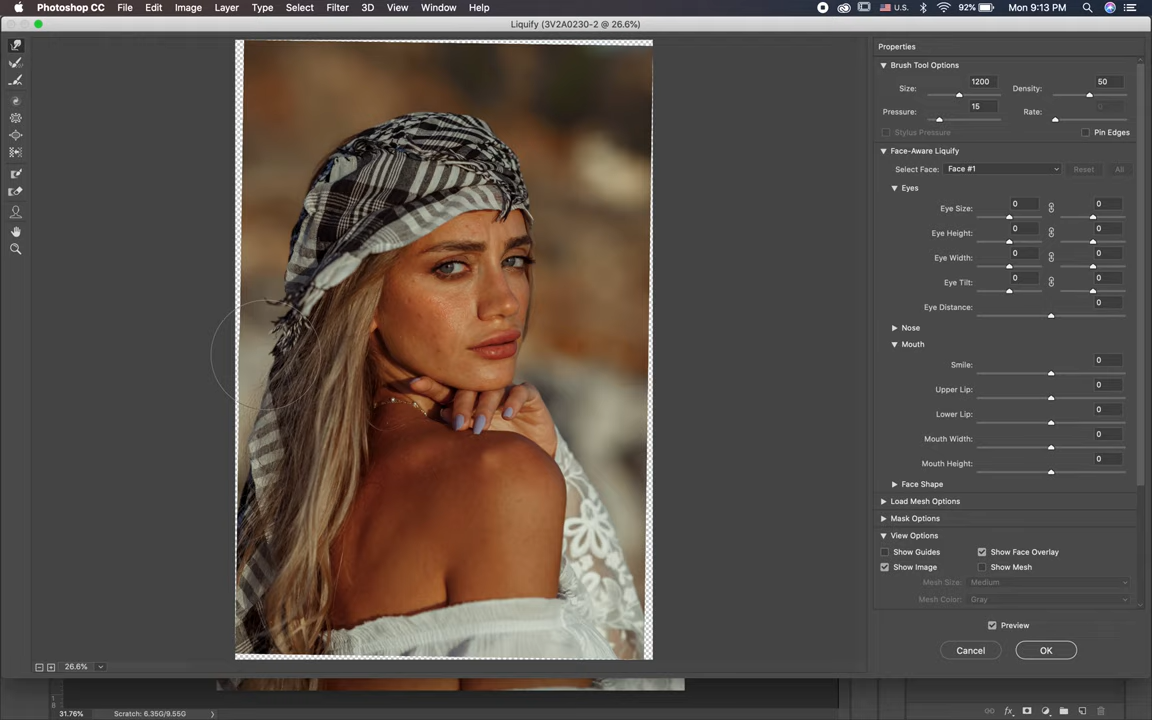 Photoshop CC File Edit Image Layer Type Select Filter 3D View Window Help U.S. 92% Mon 9:13 PM
Liquify (3V2A0230-2 @ 26.6%)
Properties
Brush Tool Options
Size: 1200 Density: 50
Pressure: 15 Rate: 0
Stylus Pressure Pin Edges
Face-Aware Liquify
Select Face: Face #1 Reset All
Eyes
Eye Size: 0 0
Eye Height: 0 0
Eye Width: 0 0
Eye Tilt: 0 0
Eye Distance: 0
Nose
Mouth
Smile: 0
Upper Lip: 0
Lower Lip: 0
Mouth Width: 0
Mouth Height: 0
Face Shape
Load Mesh Options
Mask Options
View Options
Show Guides Show Face Overlay
Show Image Show Mesh
Mesh Size: Medium
Mesh Color: Gray
Preview
Cancel OK
26.6%
1
8
31.76% Scratch: 6.35G/9.55G
fx